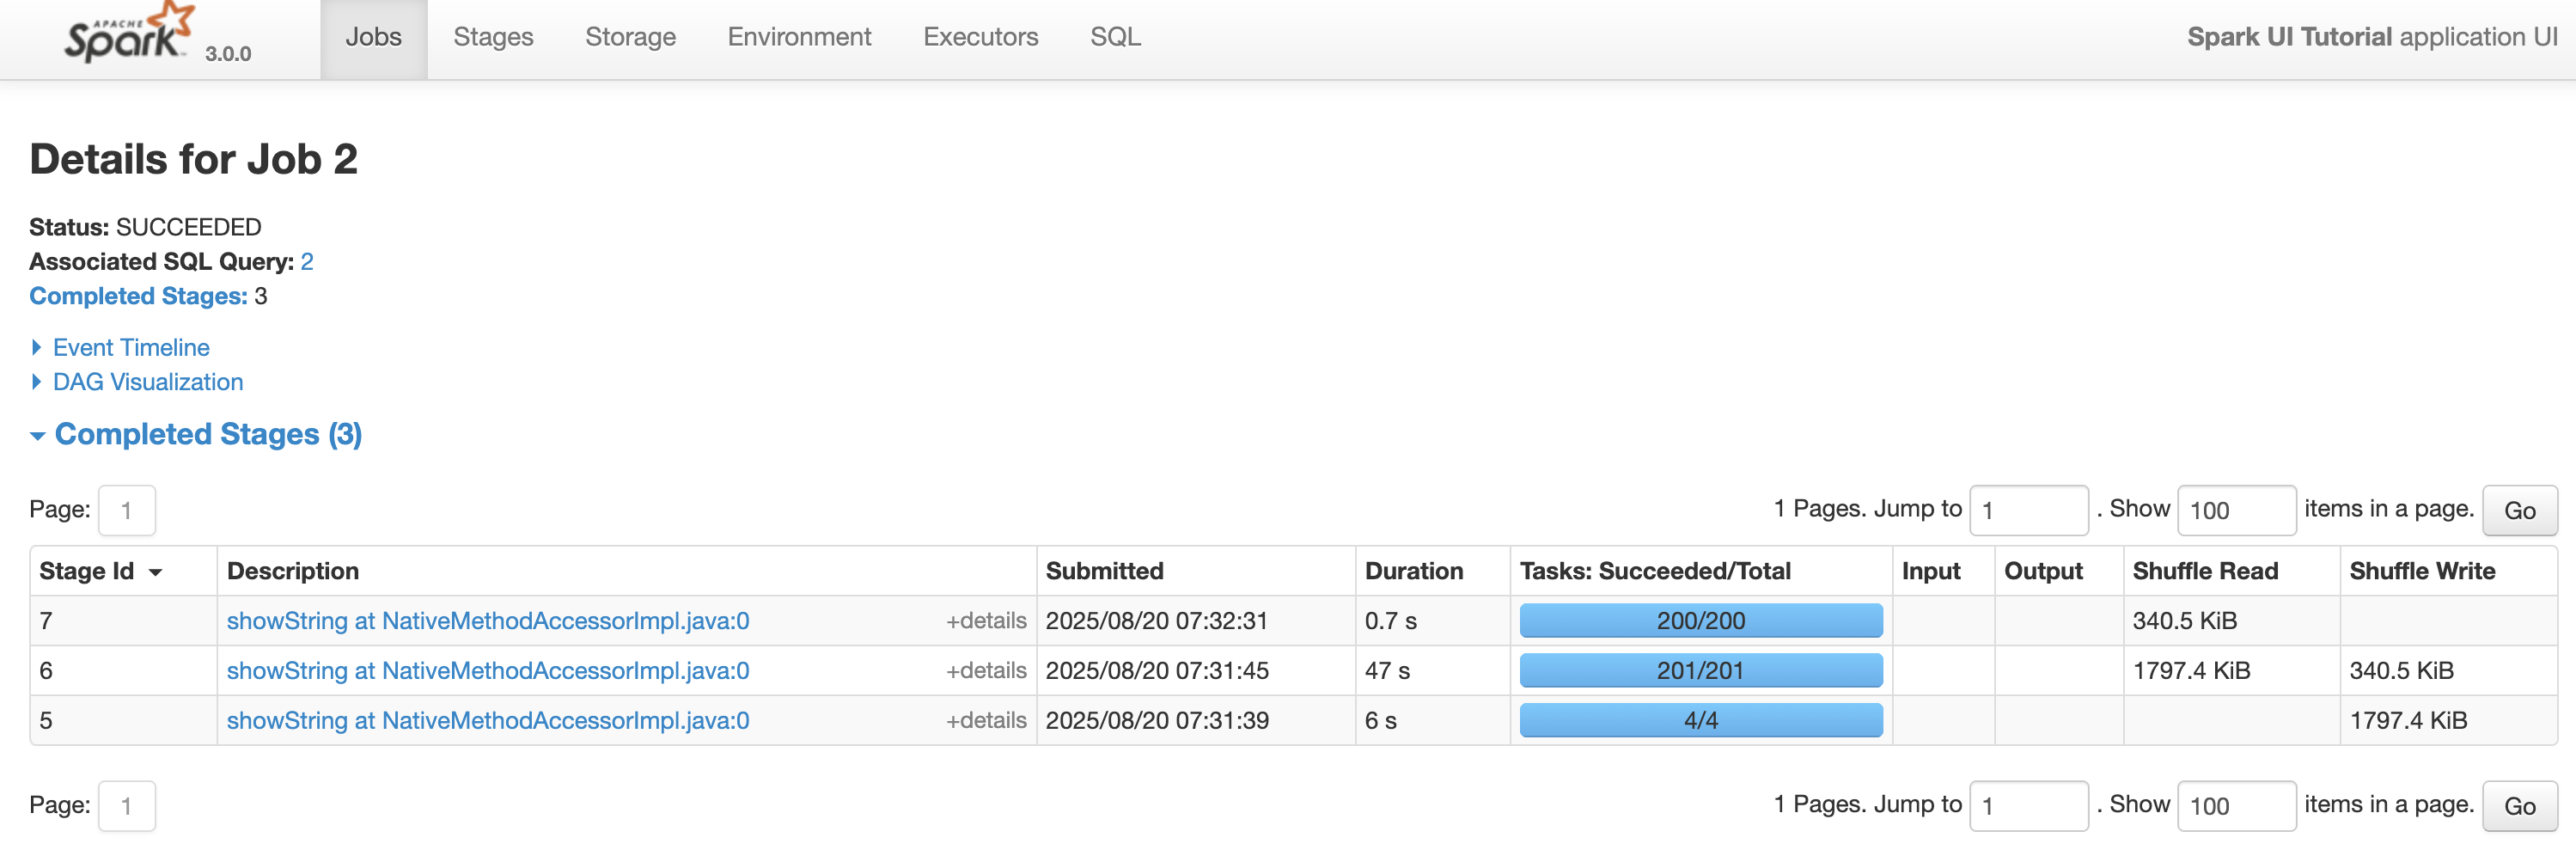 APACHE
Spark 3.0.0 Jobs Stages Storage Environment Executors SQL Spark UI Tutorial application UI
Details for Job 2
Status: SUCCEEDED
Associated SQL Query: 2
Completed Stages: 3
Event Timeline
DAG Visualization
Completed Stages (3)
Page: 1 1 Pages. Jump to 1 . Show 100 items in a page. Go
Stage Id Description Submitted Duration Tasks: Succeeded/Total Input Output Shuffle Read Shuffle Write
7 showString at NativeMethodAccessorImpl.java:0 +details 2025/08/20 07:32:31 0.7 s 200/200 340.5 KiB
6 showString at NativeMethodAccessorImpl.java:0 +details 2025/08/20 07:31:45 47 s 201/201 1797.4 KiB 340.5 KiB
5 showString at NativeMethodAccessorImpl.java:0 +details 2025/08/20 07:31:39 6 s 4/4 1797.4 KiB
Page: 1 1 Pages. Jump to 1 . Show 100 items in a page. Go